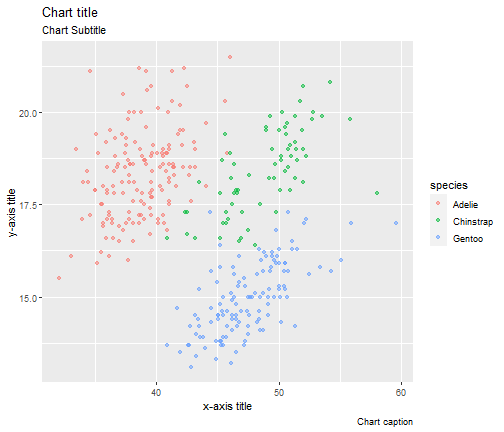 Chart title
Chart Subtitle
20.0
17.5
15.0
y-axis title
40
50
60
x-axis title
species
Adelie
Chinstrap
Gentoo
Chart caption